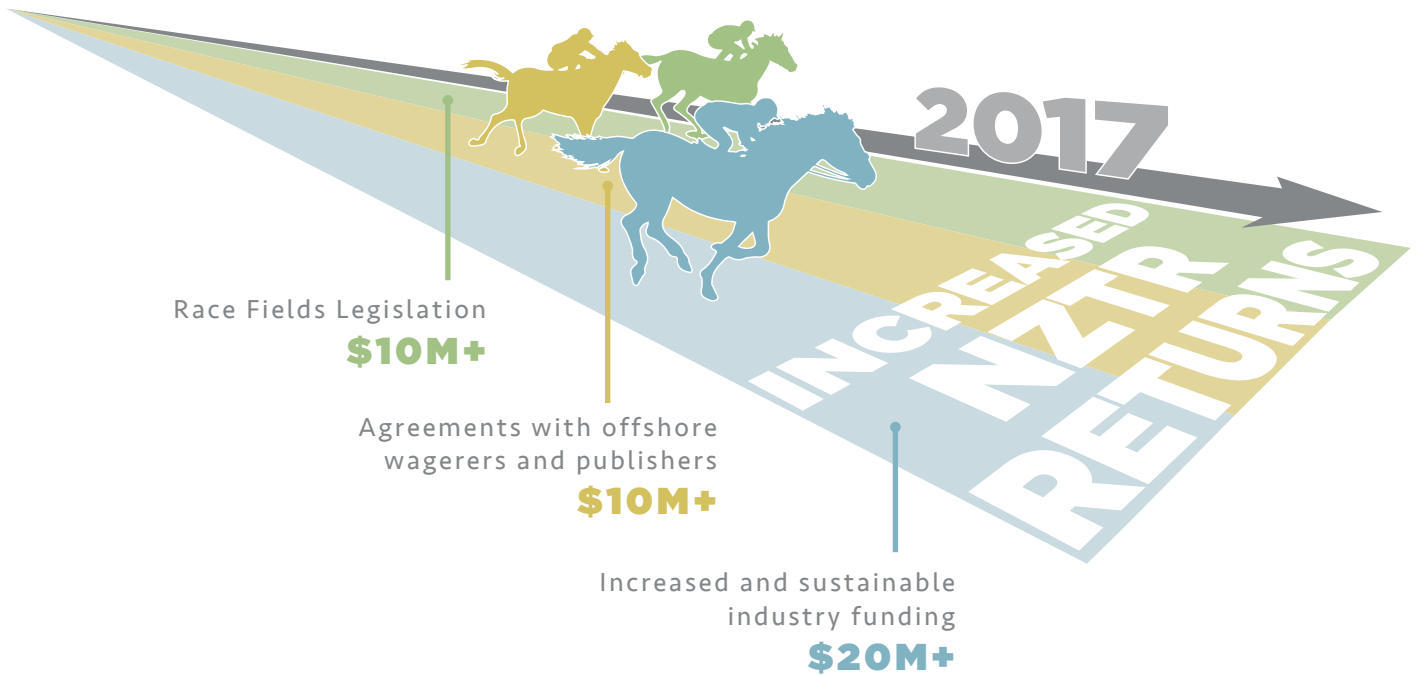 2017
INCREASED
NZTR
RETURNS
Race Fields Legislation
$10M+
Agreements with offshore
wagerers and publishers
$10M+
Increased and sustainable
industry funding
$20M+